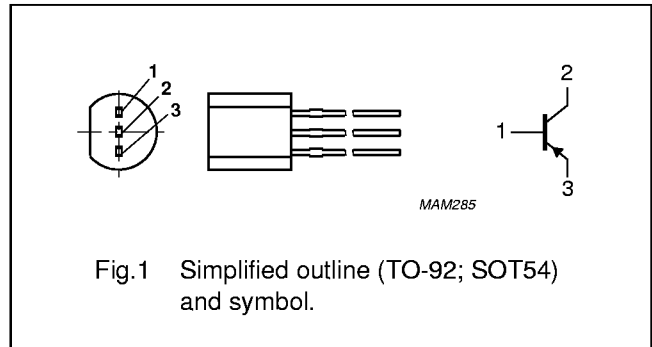 1
2
3
2
1
3
MAM285
Fig.1 Simplified outline (TO-92; SOT54)
and symbol.